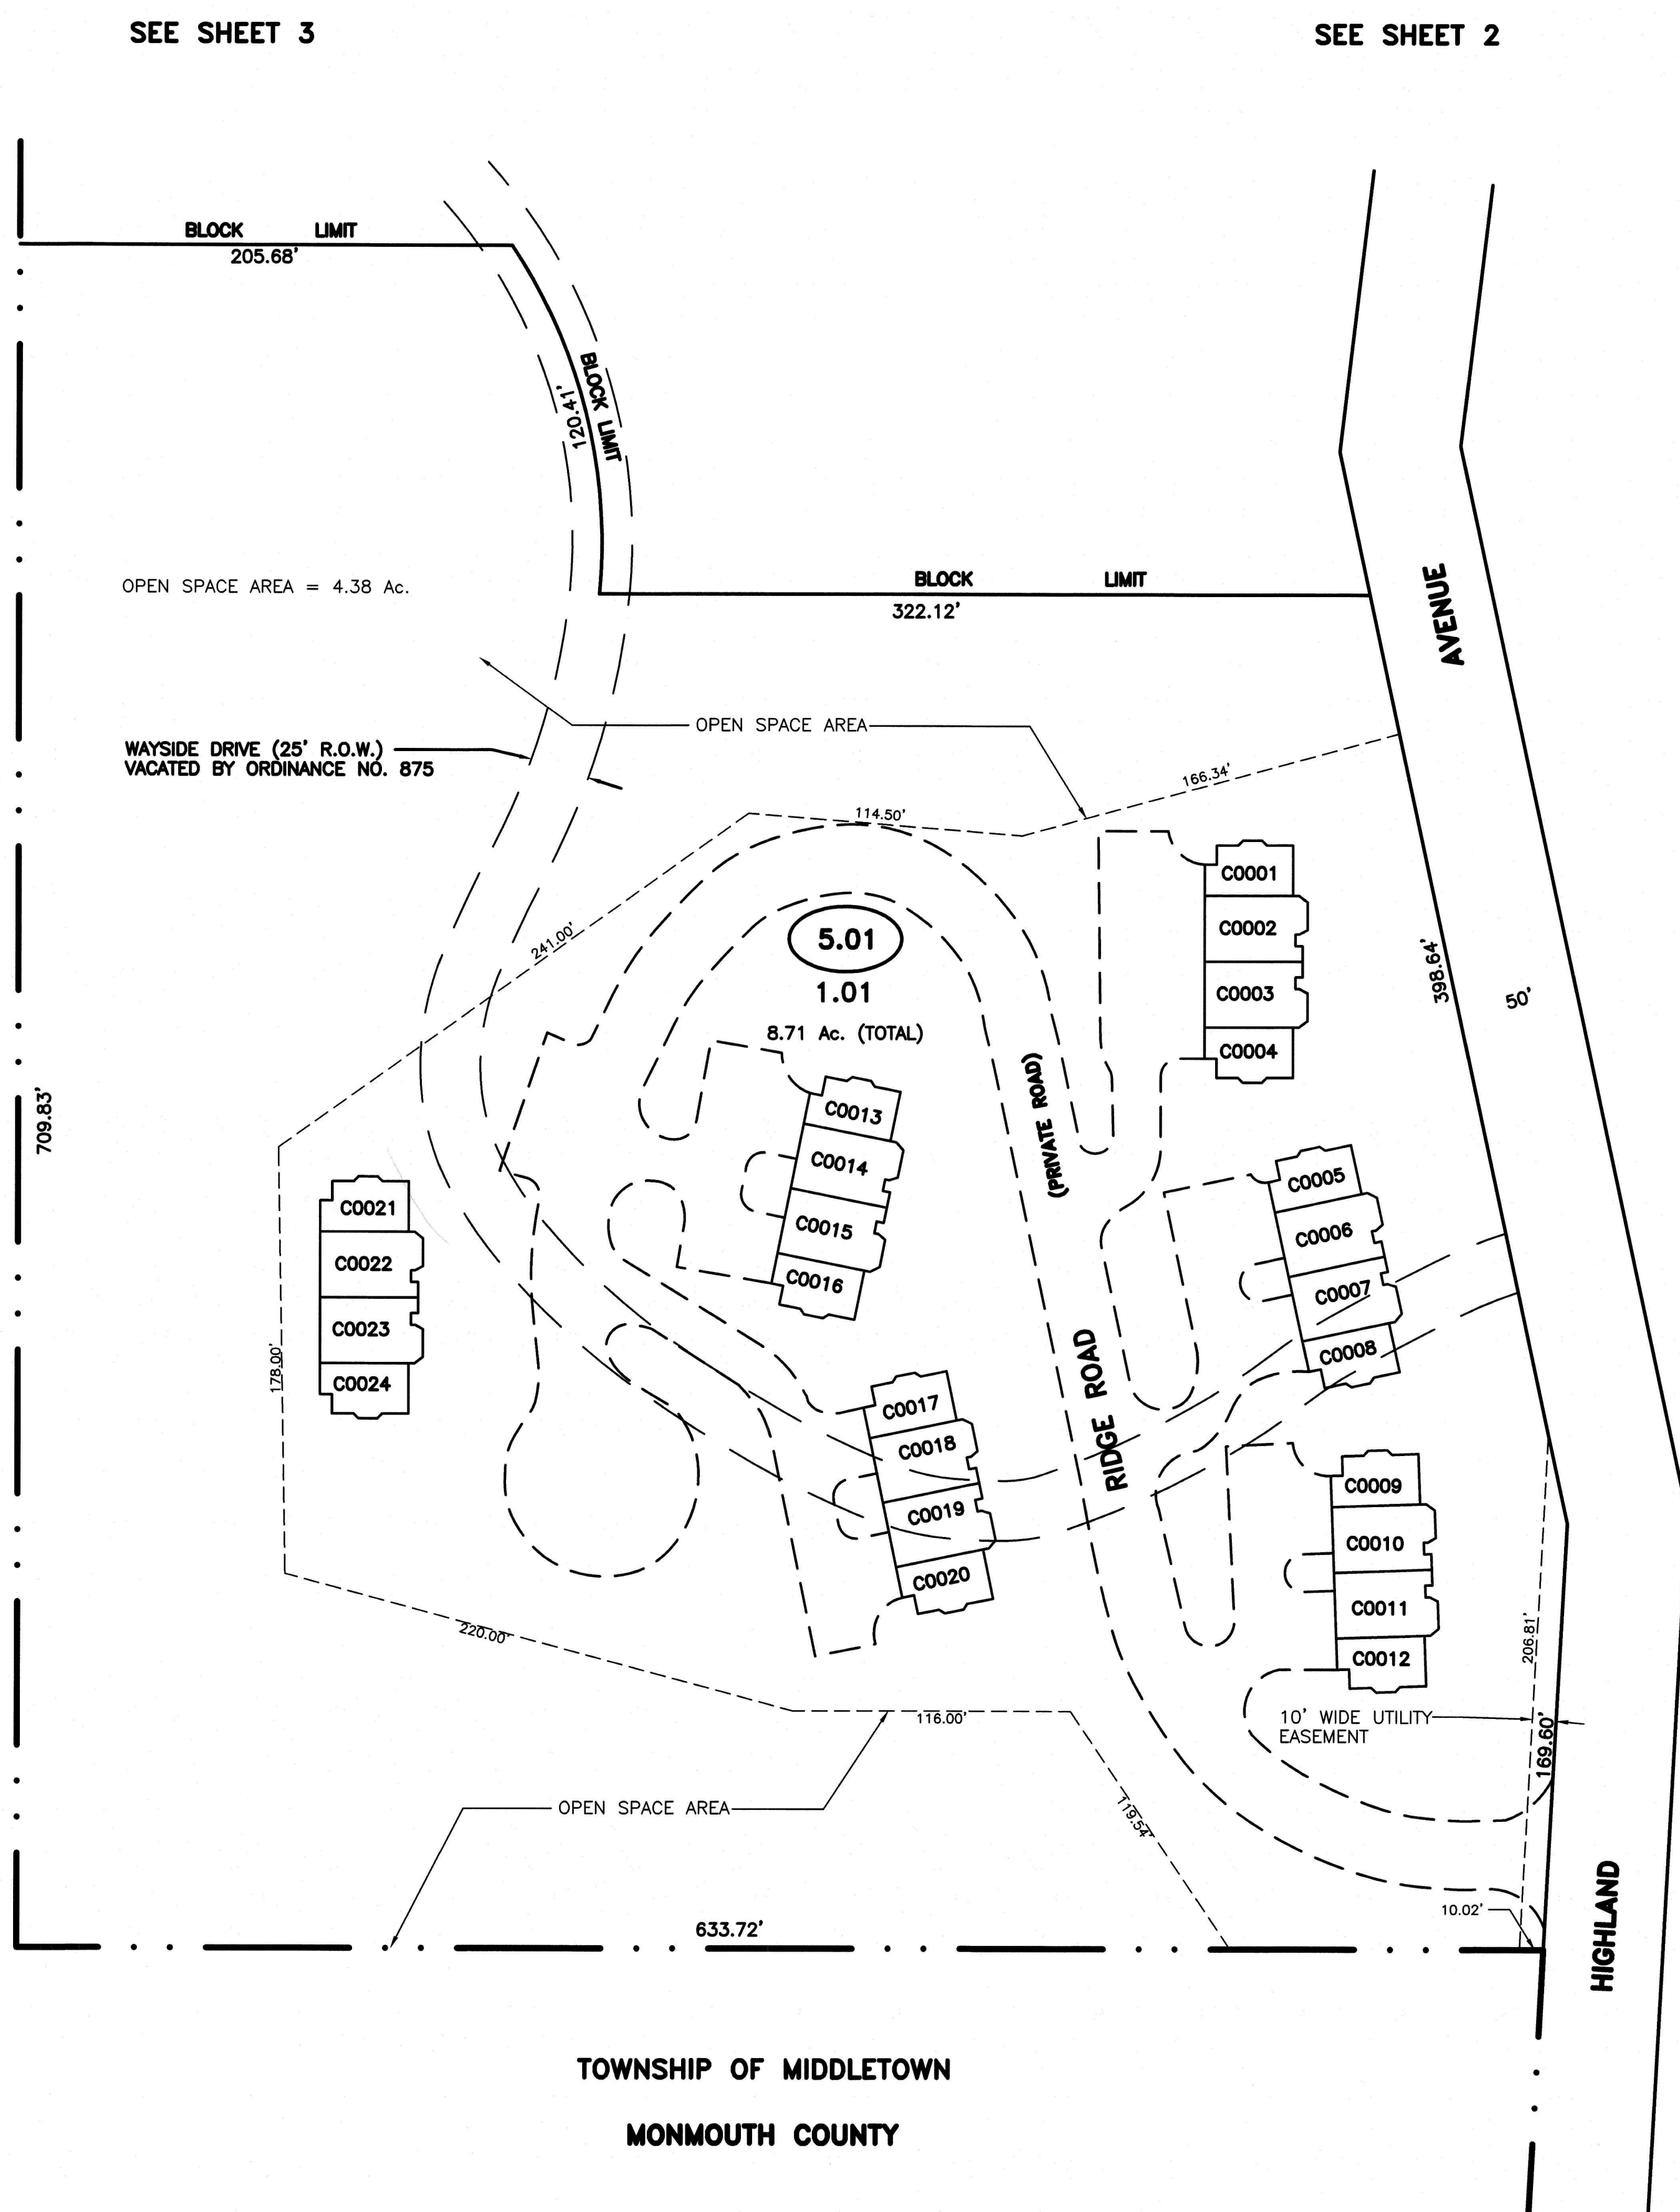 SEE SHEET 3
SEE SHEET 2
BLOCK LIMIT
205.68'
BLOCK LIMIT
120.41'
BLOCK LIMIT
322.12'
AVENUE
OPEN SPACE AREA = 4.38 Ac.
OPEN SPACE AREA
WAYSIDE DRIVE (25' R.O.W.)
VACATED BY ORDINANCE NO. 875
166.34'
114.50'
241.00'
5.01
1.01
8.71 Ac. (TOTAL)
C0001
C0002
C0003
C0004
398.64'
50'
709.83'
(PRIVATE ROAD)
RIDGE ROAD
C0013
C0014
C0015
C0016
C0005
C0006
C0007
C0008
C0021
C0022
C0023
C0024
178.00'
C0017
C0018
C0019
C0020
C0009
C0010
C0011
C0012
220.00'
116.00'
119.54'
206.81'
169.60'
10' WIDE UTILITY
EASEMENT
OPEN SPACE AREA
10.02'
633.72'
HIGHLAND
TOWNSHIP OF MIDDLETOWN
MONMOUTH COUNTY